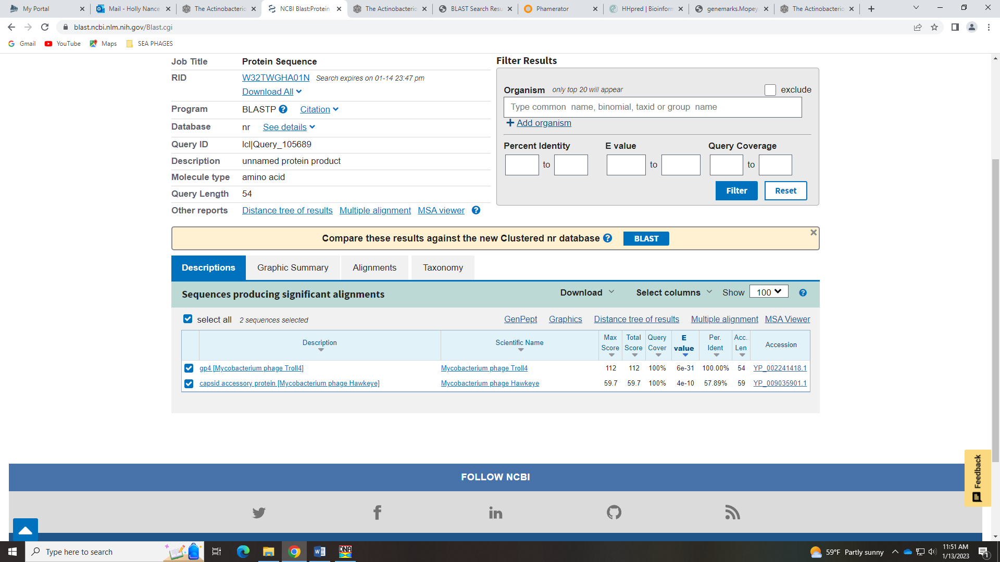 My Portal
Mail - Holly Nance
The Actinobacterio
NCBI Blast:Protein
The Actinobacterio
BLAST Search Resu
Phamerator
HHpred | Bioinform
genemarks.Mopey
The Actinobacterio
blast.ncbi.nlm.nih.gov/Blast.cgi
Gmail YouTube Maps SEA PHAGES
Job Title Protein Sequence
RID W32TWGHA01N Search expires on 01-14 23:47 pm
Download All
Program BLASTP ? Citation
Database nr See details
Query ID lcl|Query_105689
Description unnamed protein product
Molecule type amino acid
Query Length 54
Other reports Distance tree of results Multiple alignment MSA viewer ?
Filter Results
Organism only top 20 will appear exclude
Type common name, binomial, taxid or group name
+ Add organism
Percent Identity E value Query Coverage
to to to
Filter Reset
Compare these results against the new Clustered nr database ? BLAST
Descriptions Graphic Summary Alignments Taxonomy
Sequences producing significant alignments Download Select columns Show 100 ?
select all 2 sequences selected GenPept Graphics Distance tree of results Multiple alignment MSA Viewer
Description Scientific Name Max Score Total Score Query Cover E value Per. Ident Acc. Len Accession
gp4 [Mycobacterium phage Troll4] Mycobacterium phage Troll4 112 112 100% 6e-31 100.00% 54 YP_002241418.1
capsid accessory protein [Mycobacterium phage Hawkeye] Mycobacterium phage Hawkeye 59.7 59.7 100% 4e-10 57.89% 59 YP_009035901.1
Feedback
FOLLOW NCBI
Type here to search
DNA
59°F Partly sunny
11:51 AM
1/13/2023
1